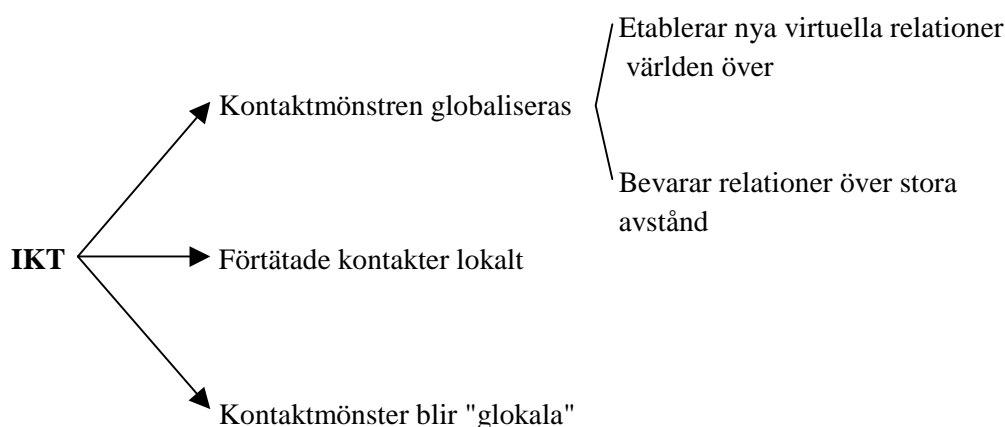 Etablerar nya virtuella relationer
världen över
Kontaktmönstren globaliseras
Bevarar relationer över stora
avstånd
IKT
Förtätade kontakter lokalt
Kontaktmönster blir "glokala"